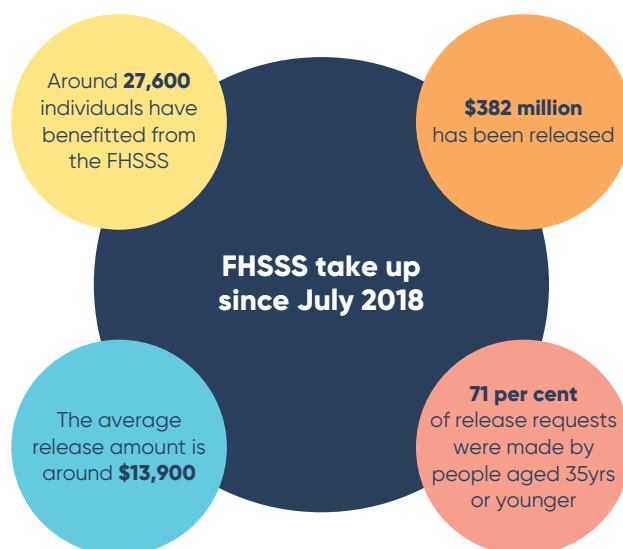 Around 27,600
individuals have
benefitted from
the FHSSS
$382 million
has been released
FHSSS take up
since July 2018
The average
release amount is
around $13,900
71 per cent
of release requests
were made by
people aged 35yrs
or younger